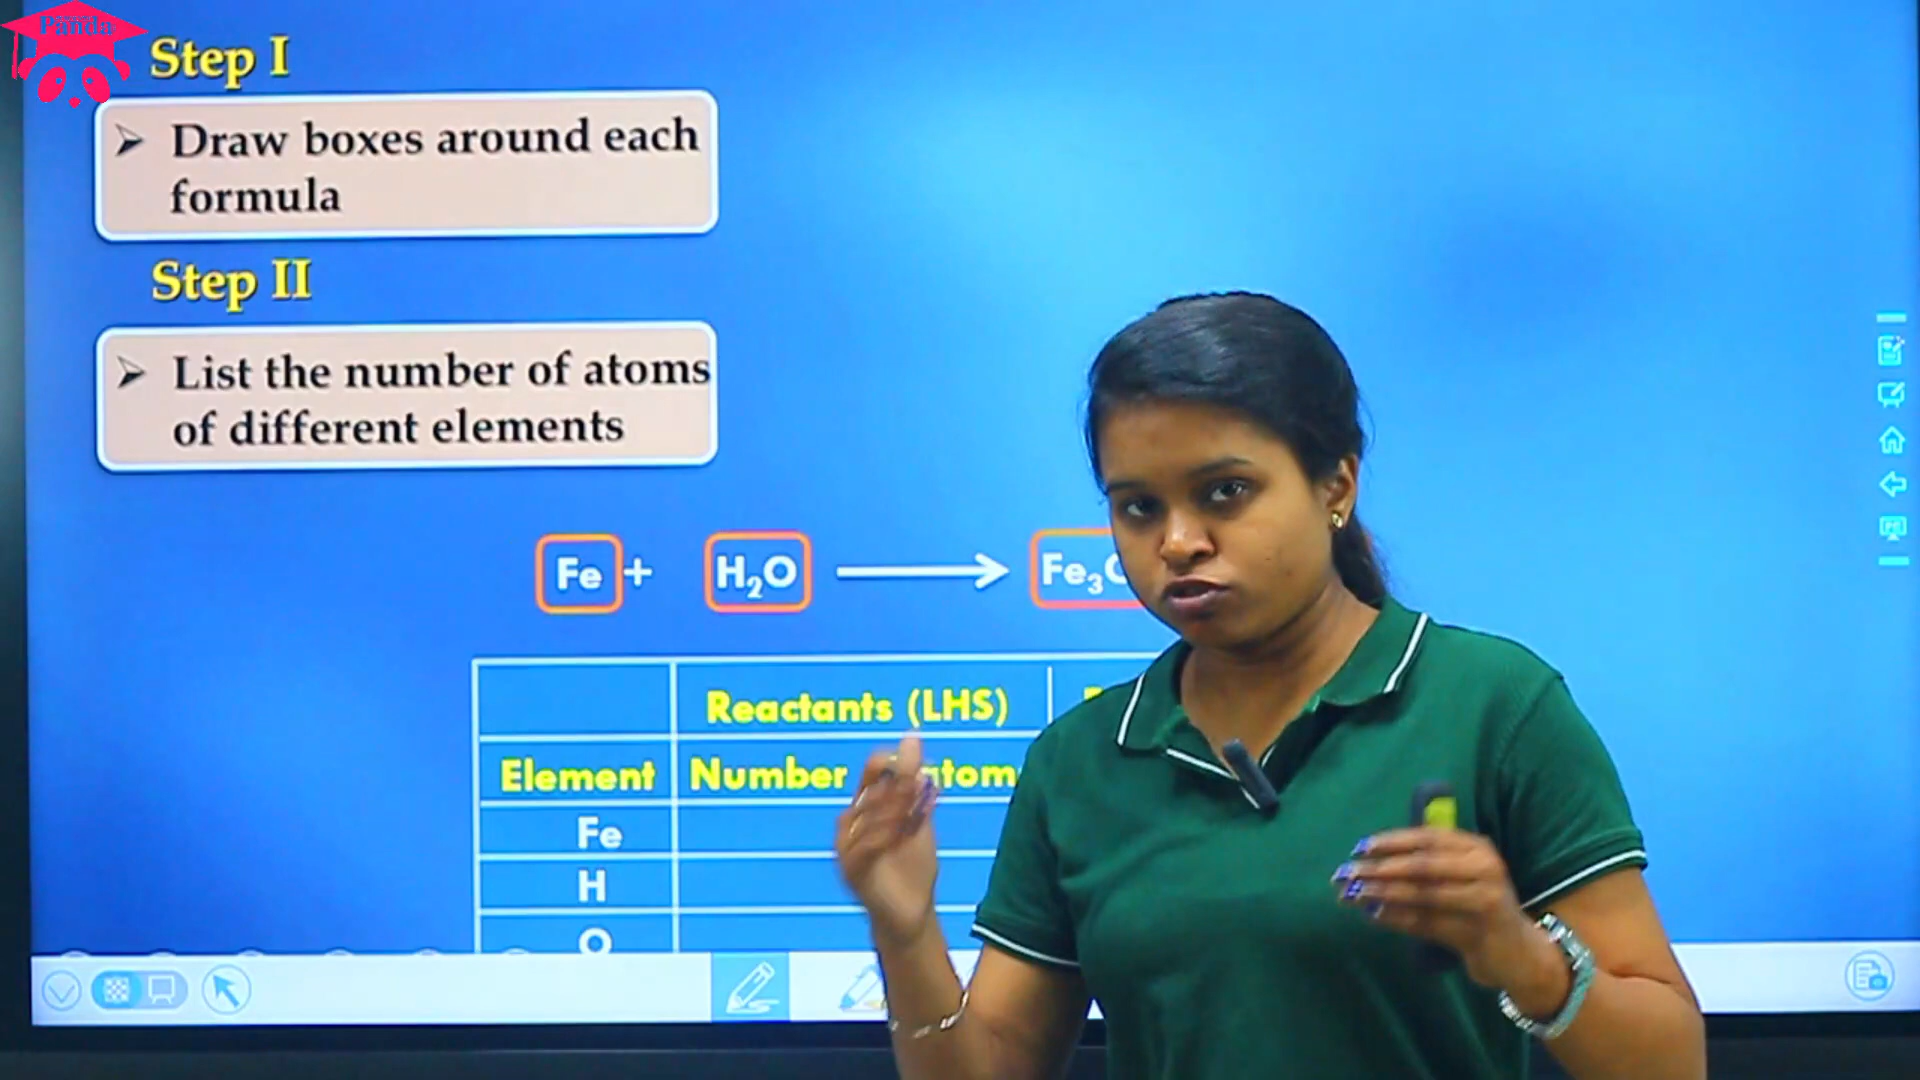 Panda
Step I
➢ Draw boxes around each
formula
Step II
➢ List the number of atoms
of different elements
Fe + H₂O ⟶ Fe₃
Reactants (LHS)
Element Number atom
Fe
H
O